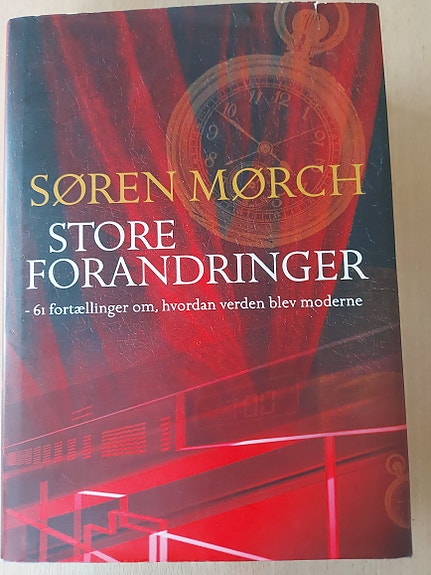 SØREN MØRCH
STORE
FORANDRINGER
- 61 fortællinger om, hvordan verden blev moderne